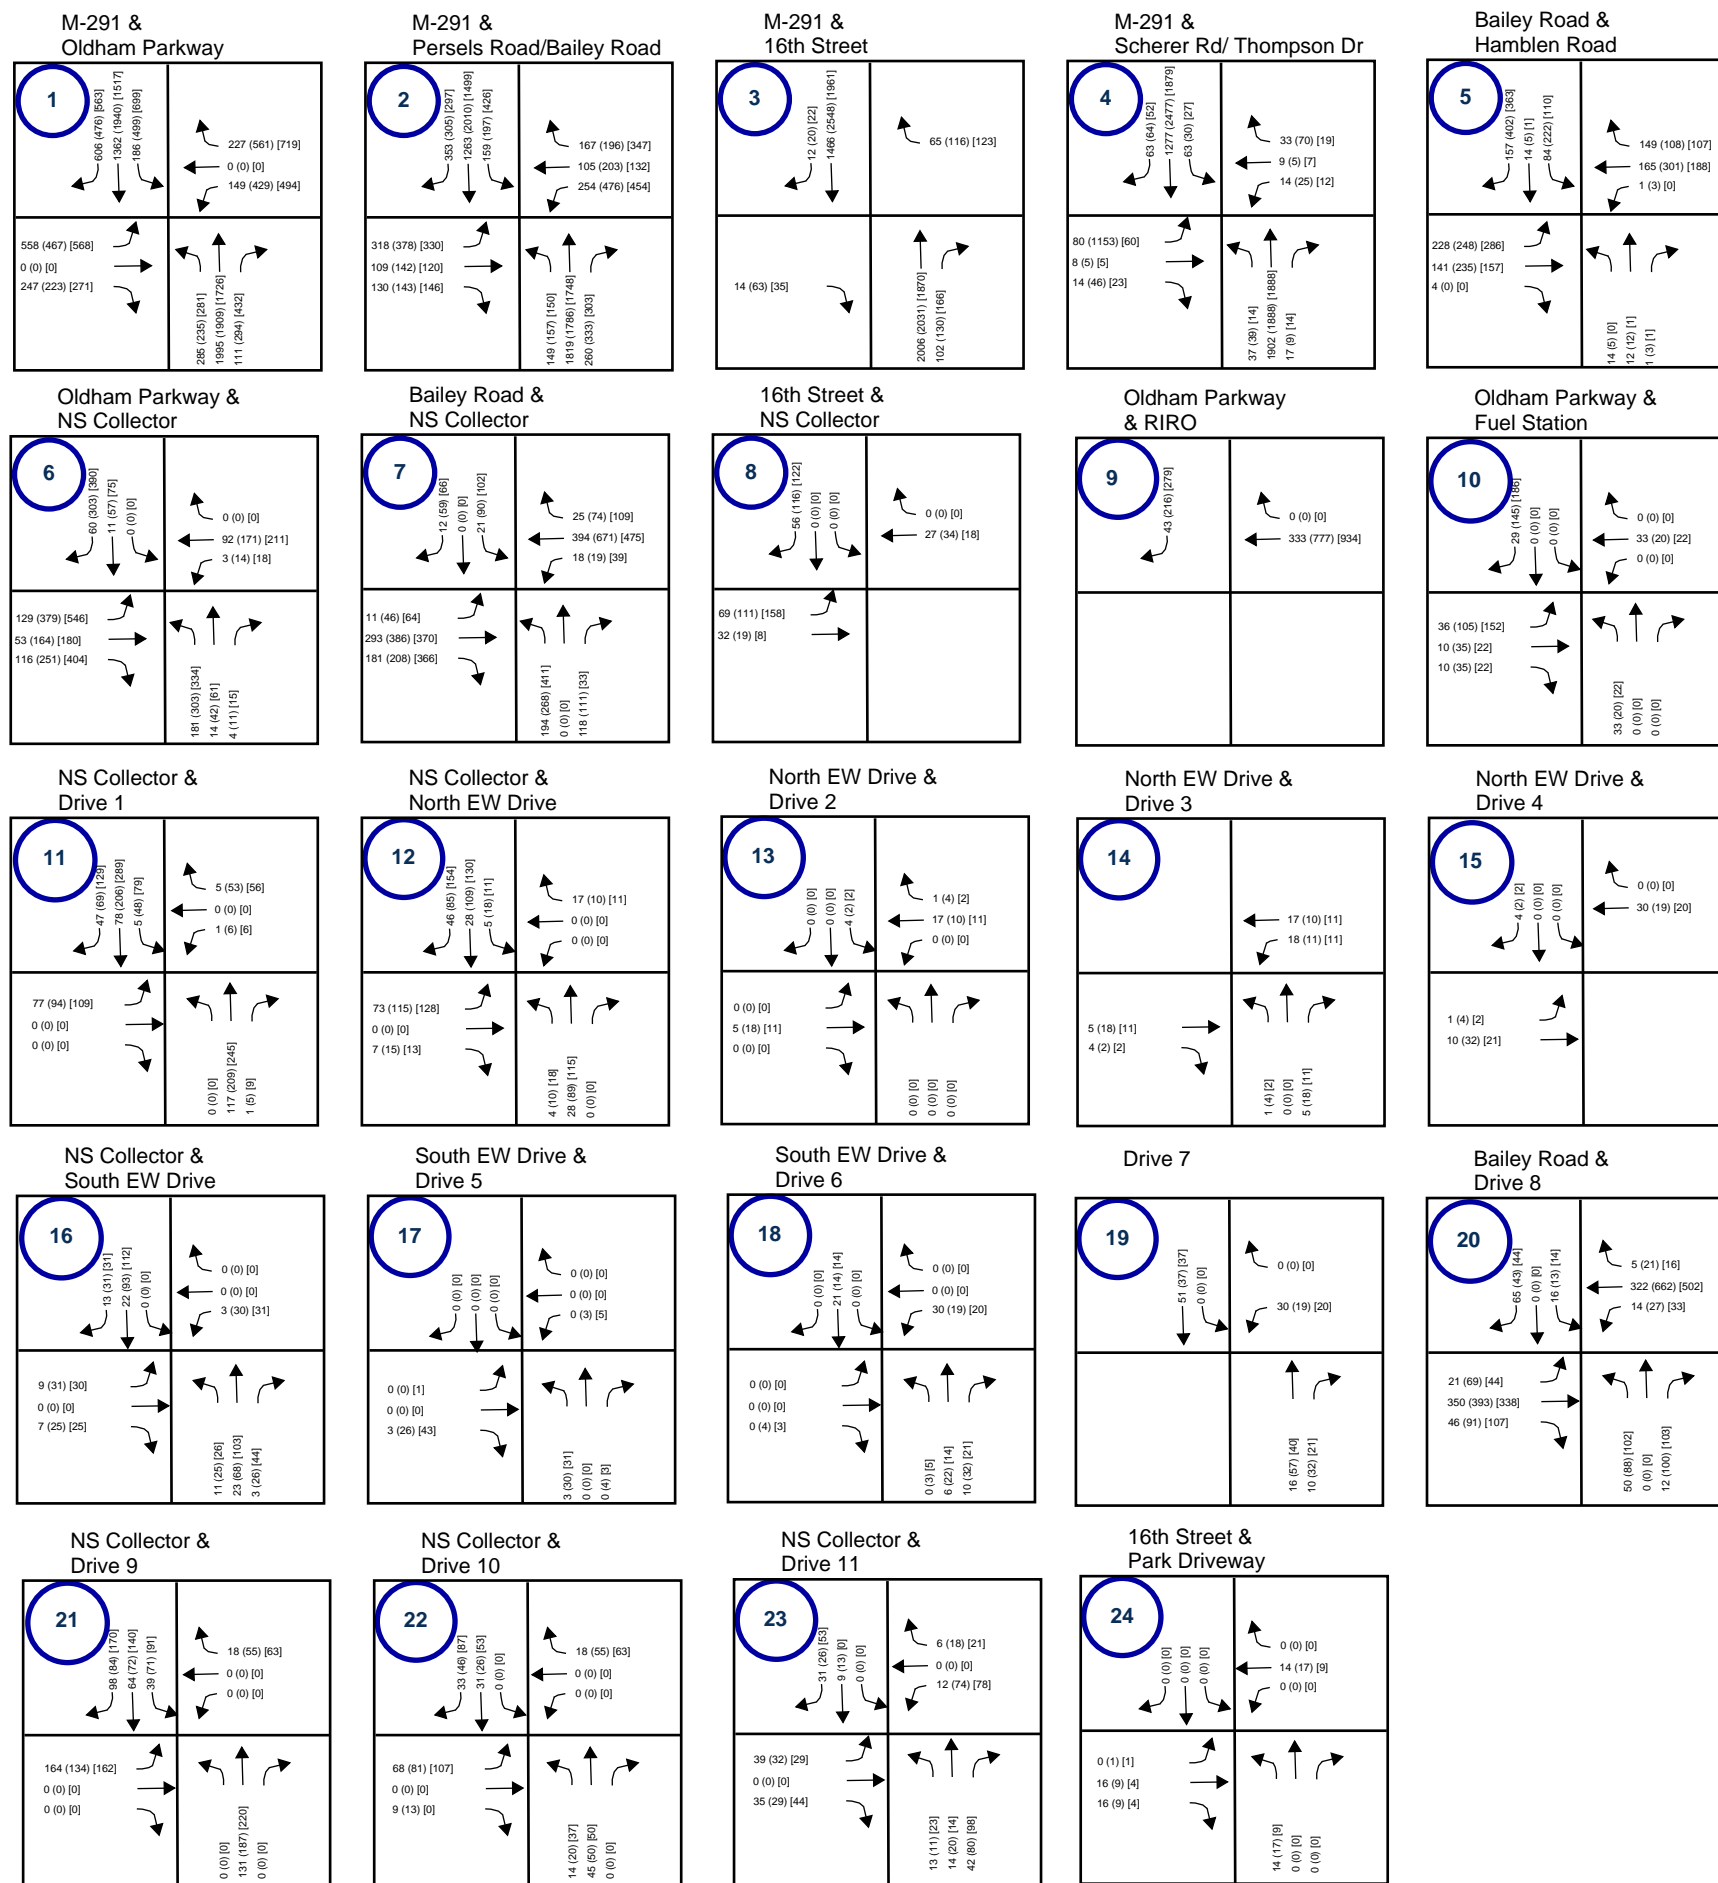 M-291 &
Oldham Parkway
1
606 (476) [563]
1362 (1940) [1517]
186 (499) [699]
227 (561) [719]
0 (0) [0]
149 (429) [494]
558 (467) [568]
0 (0) [0]
247 (223) [271]
285 (235) [281]
1995 (1909) [1726]
111 (294) [432]
M-291 &
Persels Road/Bailey Road
2
353 (305) [297]
1263 (2010) [1499]
159 (197) [426]
167 (196) [347]
105 (203) [132]
254 (476) [454]
318 (378) [330]
109 (142) [120]
130 (143) [146]
149 (157) [150]
1819 (1786) [1748]
260 (333) [303]
M-291 &
16th Street
3
12 (20) [22]
1466 (2548) [1961]
65 (116) [123]
14 (63) [35]
2006 (2031) [1870]
102 (130) [166]
M-291 &
Scherer Rd/ Thompson Dr
4
63 (64) [52]
1277 (2477) [1879]
63 (30) [27]
33 (70) [19]
9 (5) [7]
14 (25) [12]
80 (1153) [60]
8 (5) [5]
14 (46) [23]
37 (39) [14]
1902 (1888) [1888]
17 (9) [14]
Bailey Road &
Hamblen Road
5
157 (402) [363]
14 (5) [1]
84 (222) [110]
149 (108) [107]
165 (301) [188]
1 (3) [0]
228 (248) [286]
141 (235) [157]
4 (0) [0]
14 (5) [0]
12 (12) [1]
1 (3) [1]
Oldham Parkway &
NS Collector
6
60 (303) [390]
11 (57) [75]
0 (0) [0]
0 (0) [0]
92 (171) [211]
3 (14) [18]
129 (379) [546]
53 (164) [180]
116 (251) [404]
181 (303) [334]
14 (42) [61]
4 (11) [15]
Bailey Road &
NS Collector
7
12 (59) [66]
0 (0) [0]
21 (90) [102]
25 (74) [109]
394 (671) [475]
18 (19) [39]
11 (46) [64]
293 (386) [370]
181 (208) [366]
194 (268) [411]
0 (0) [0]
118 (111) [33]
16th Street &
NS Collector
8
56 (116) [122]
0 (0) [0]
0 (0) [0]
0 (0) [0]
27 (34) [18]
69 (111) [158]
32 (19) [8]
Oldham Parkway
& RIRO
9
43 (216) [279]
0 (0) [0]
333 (777) [934]
Oldham Parkway &
Fuel Station
10
29 (145) [186]
0 (0) [0]
0 (0) [0]
0 (0) [0]
33 (20) [22]
0 (0) [0]
36 (105) [152]
10 (35) [22]
10 (35) [22]
33 (20) [22]
0 (0) [0]
0 (0) [0]
NS Collector &
Drive 1
11
47 (69) [129]
78 (206) [289]
5 (48) [79]
5 (53) [56]
0 (0) [0]
1 (6) [6]
77 (94) [109]
0 (0) [0]
0 (0) [0]
0 (0) [0]
117 (209) [245]
1 (5) [9]
NS Collector &
North EW Drive
12
46 (85) [154]
28 (109) [130]
5 (18) [11]
17 (10) [11]
0 (0) [0]
0 (0) [0]
73 (115) [128]
0 (0) [0]
7 (15) [13]
4 (10) [18]
28 (89) [115]
0 (0) [0]
North EW Drive &
Drive 2
13
0 (0) [0]
0 (0) [0]
4 (2) [2]
1 (4) [2]
17 (10) [11]
0 (0) [0]
0 (0) [0]
5 (18) [11]
0 (0) [0]
0 (0) [0]
0 (0) [0]
0 (0) [0]
North EW Drive &
Drive 3
14
17 (10) [11]
18 (11) [11]
5 (18) [11]
4 (2) [2]
1 (4) [2]
0 (0) [0]
5 (18) [11]
North EW Drive &
Drive 4
15
4 (2) [2]
0 (0) [0]
0 (0) [0]
0 (0) [0]
30 (19) [20]
1 (4) [2]
10 (32) [21]
NS Collector &
South EW Drive
16
13 (31) [31]
22 (93) [112]
0 (0) [0]
0 (0) [0]
0 (0) [0]
3 (30) [31]
9 (31) [30]
0 (0) [0]
7 (25) [25]
11 (25) [26]
23 (68) [103]
3 (26) [44]
South EW Drive &
Drive 5
17
0 (0) [0]
0 (0) [0]
0 (0) [0]
0 (0) [0]
0 (0) [0]
0 (3) [5]
0 (0) [1]
0 (0) [0]
3 (26) [43]
3 (30) [31]
0 (0) [0]
0 (4) [3]
South EW Drive &
Drive 6
18
0 (0) [0]
21 (14) [14]
0 (0) [0]
0 (0) [0]
0 (0) [0]
30 (19) [20]
0 (0) [0]
0 (0) [0]
0 (4) [3]
0 (3) [5]
6 (22) [14]
10 (32) [21]
Drive 7
19
51 (37) [37]
0 (0) [0]
0 (0) [0]
30 (19) [20]
16 (57) [40]
10 (32) [21]
Bailey Road &
Drive 8
20
65 (43) [44]
0 (0) [0]
16 (13) [14]
5 (21) [16]
322 (662) [502]
14 (27) [33]
21 (69) [44]
350 (393) [338]
46 (91) [107]
50 (88) [102]
0 (0) [0]
12 (100) [103]
NS Collector &
Drive 9
21
98 (84) [170]
64 (72) [140]
39 (71) [91]
18 (55) [63]
0 (0) [0]
0 (0) [0]
164 (134) [162]
0 (0) [0]
0 (0) [0]
0 (0) [0]
131 (187) [220]
0 (0) [0]
NS Collector &
Drive 10
22
33 (46) [87]
31 (26) [53]
0 (0) [0]
18 (55) [63]
0 (0) [0]
0 (0) [0]
68 (81) [107]
0 (0) [0]
9 (13) [0]
14 (20) [37]
45 (50) [50]
0 (0) [0]
NS Collector &
Drive 11
23
31 (26) [53]
9 (13) [0]
0 (0) [0]
6 (18) [21]
0 (0) [0]
12 (74) [78]
39 (32) [29]
0 (0) [0]
35 (29) [44]
13 (11) [23]
14 (20) [14]
42 (80) [98]
16th Street &
Park Driveway
24
0 (0) [0]
0 (0) [0]
0 (0) [0]
0 (0) [0]
14 (17) [9]
0 (0) [0]
0 (1) [1]
16 (9) [4]
16 (9) [4]
14 (17) [9]
0 (0) [0]
0 (0) [0]